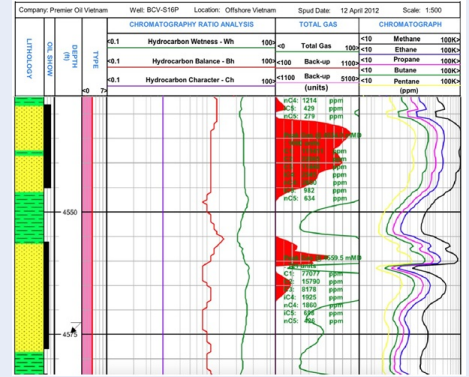 Company: Premier Oil Vietnam Well: BCV-S16P Location: Offshore Vietnam Spud Date: 12 April 2012 Scale: 1:500
LITHOLOGY
OIL SHOW
DEPTH
(ft)
TYPE
<0 7>
CHROMATOGRAPHY RATIO ANALYSIS
<0.1 Hydrocarbon Wetness - Wh 100>
<0.1 Hydrocarbon Balance - Bh 100>
<0.1 Hydrocarbon Character - Ch 100>
TOTAL GAS
<0 Total Gas 100>
<100 Back-up 1100>
<1100 Back-up 5100>
(units)
CHROMATOGRAPHY
<10 Methane 100K>
<10 Ethane 100K>
<10 Propane 100K>
<10 Butane 100K>
<10 Pentane 100K>
(ppm)
nC4: 1214 ppm
iC5: 429 ppm
nC5: 279 ppm
982 ppm
nC5: 634 ppm
4550
559.5 mMD
C1: 77077 ppm
15790 ppm
8178 ppm
iC4: 1925 ppm
nC4: 1860 ppm
iC5: ppm
nC5: ppm
4575